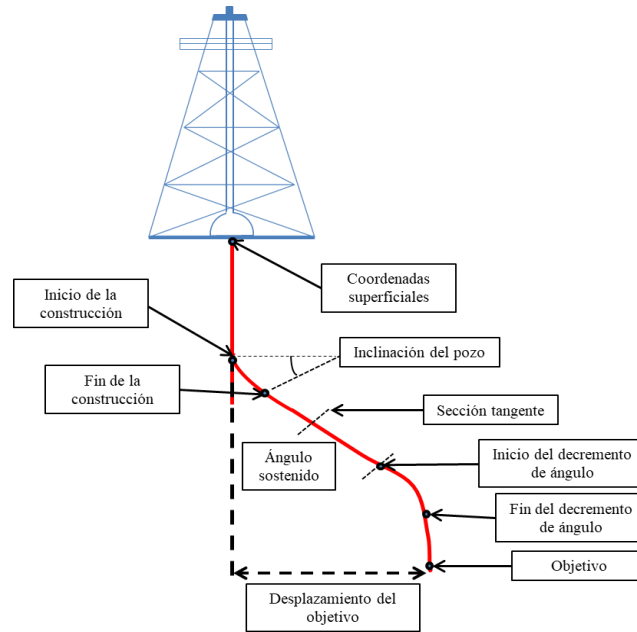 Coordenadas
superficiales
Inicio de la
construcción
Inclinación del pozo
Fin de la
construcción
Sección tangente
Ángulo
sostenido
Inicio del decremento
de ángulo
Fin del decremento
de ángulo
Objetivo
Desplazamiento del
objetivo